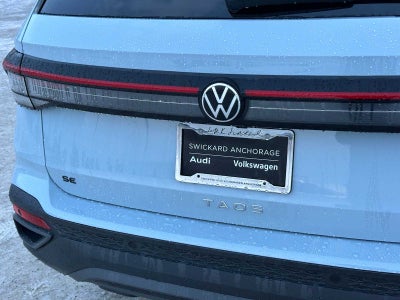 SWICKARD ANCHORAGE
Audi Volkswagen
SE
TAOS